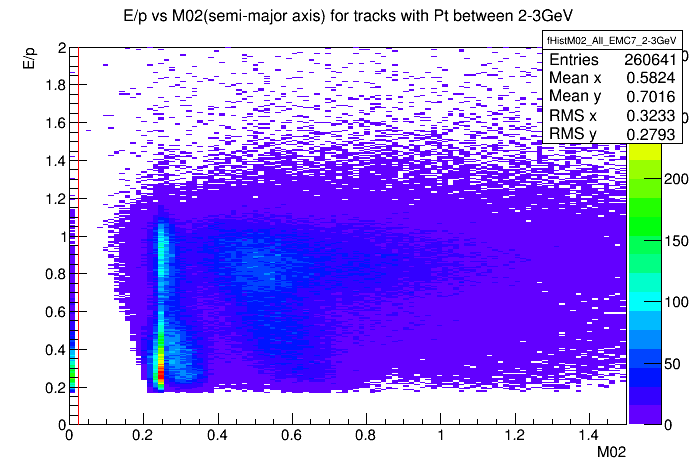 E/p vs M02(semi-major axis) for tracks with Pt between 2-3GeV
fHistM02_All_EMC7_2-3GeV
Entries 260641
Mean x 0.5824
Mean y 0.7016
RMS x 0.3233
RMS y 0.2793
E/p
2
1.8
1.6
1.4
1.2
1
0.8
0.6
0.4
0.2
0
0 0.2 0.4 0.6 0.8 1 1.2 1.4
M02
0
0
200
150
100
50
0